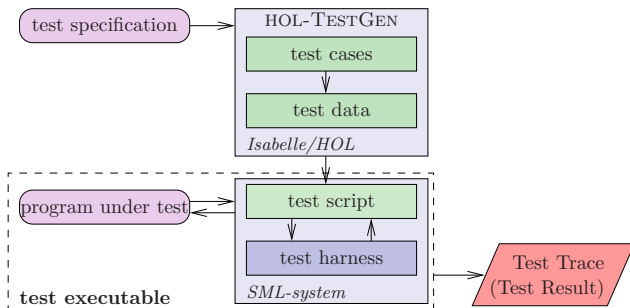 test specification
HOL-TESTGEN
test cases
test data
Isabelle/HOL
program under test
test script
test harness
SML-system
test executable
Test Trace
(Test Result)